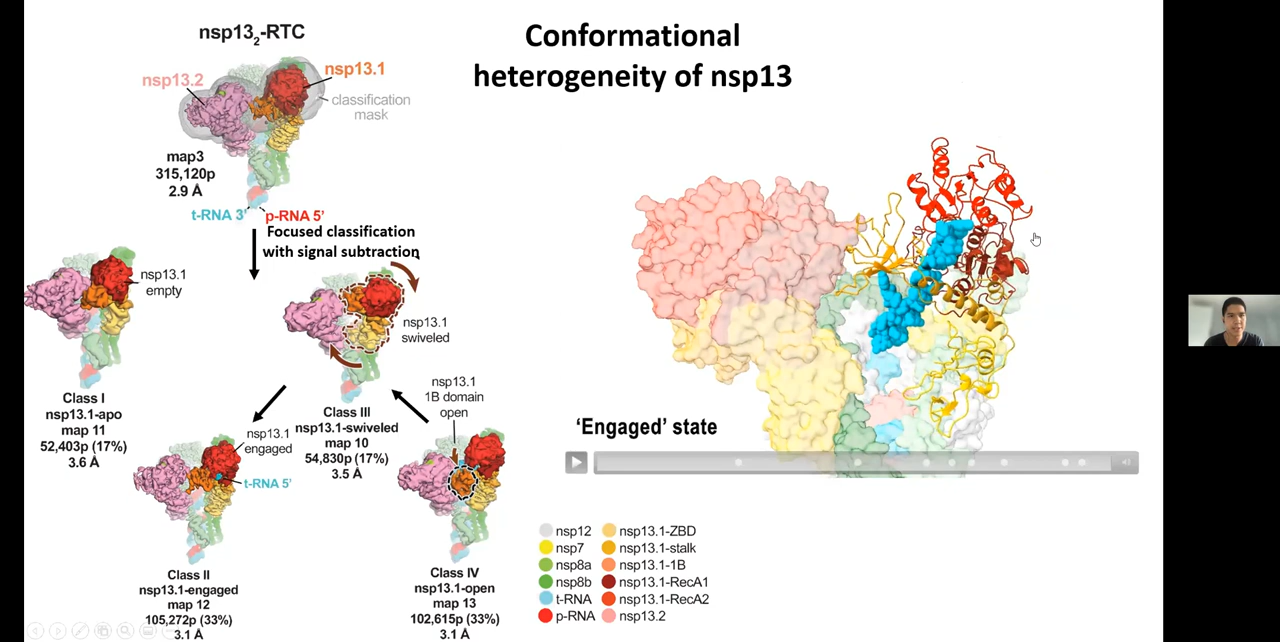 Conformational
heterogeneity of nsp13
nsp13₂-RTC
nsp13.2
nsp13.1
classification
mask
map3
315,120p
2.9 Å
t-RNA 3'
p-RNA 5'
Focused classification
with signal subtraction
nsp13.1
empty
Class I
nsp13.1-apo
map 11
52,403p (17%)
3.6 Å
nsp13.1
swiveled
Class III
nsp13.1-swiveled
map 10
54,830p (17%)
3.5 Å
nsp13.1
engaged
t-RNA 5'
Class II
nsp13.1-engaged
map 12
105,272p (33%)
3.1 Å
nsp13.1
1B domain
open
Class IV
nsp13.1-open
map 13
102,615p (33%)
3.1 Å
‘Engaged’ state
nsp12
nsp7
nsp8a
nsp8b
t-RNA
p-RNA
nsp13.1-ZBD
nsp13.1-stalk
nsp13.1-1B
nsp13.1-RecA1
nsp13.1-RecA2
nsp13.2